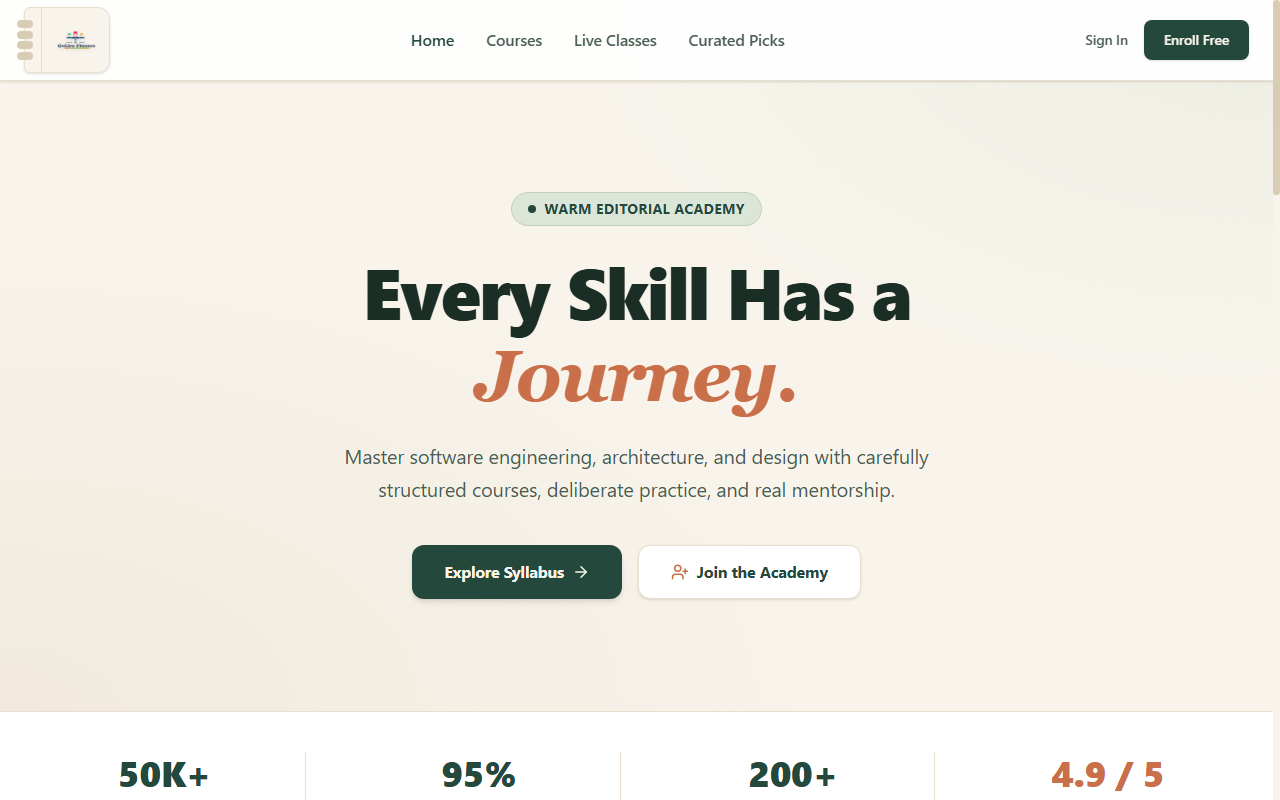 Home
Courses
Live Classes
Curated Picks
Sign In
Enroll Free
WARM EDITORIAL ACADEMY
Every Skill Has a
Journey.
Master software engineering, architecture, and design with carefully
structured courses, deliberate practice, and real mentorship.
Explore Syllabus
Join the Academy
50K+
95%
200+
4.9 / 5